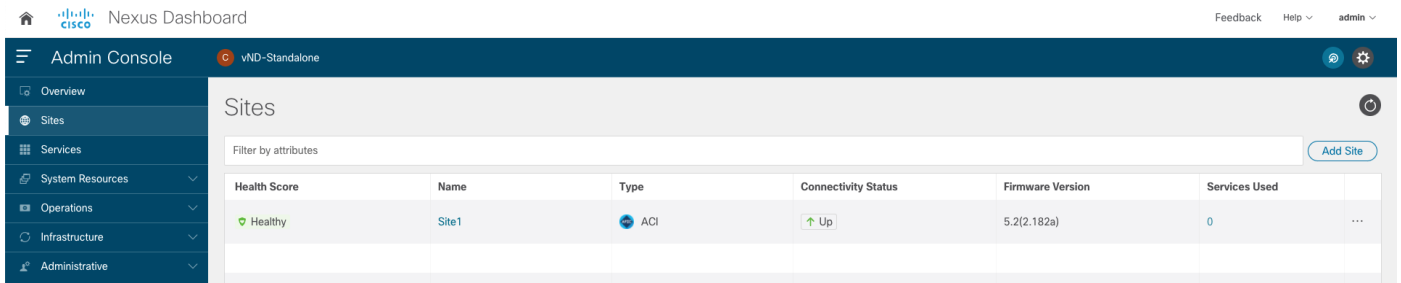 CISCO Nexus Dashboard Feedback Help admin
Admin Console C vND-Standalone
Overview
Sites
Services
System Resources
Operations
Infrastructure
Administrative
Sites
Filter by attributes Add Site
Health Score Name Type Connectivity Status Firmware Version Services Used
Healthy Site1 ACI Up 5.2(2.182a) 0 ...